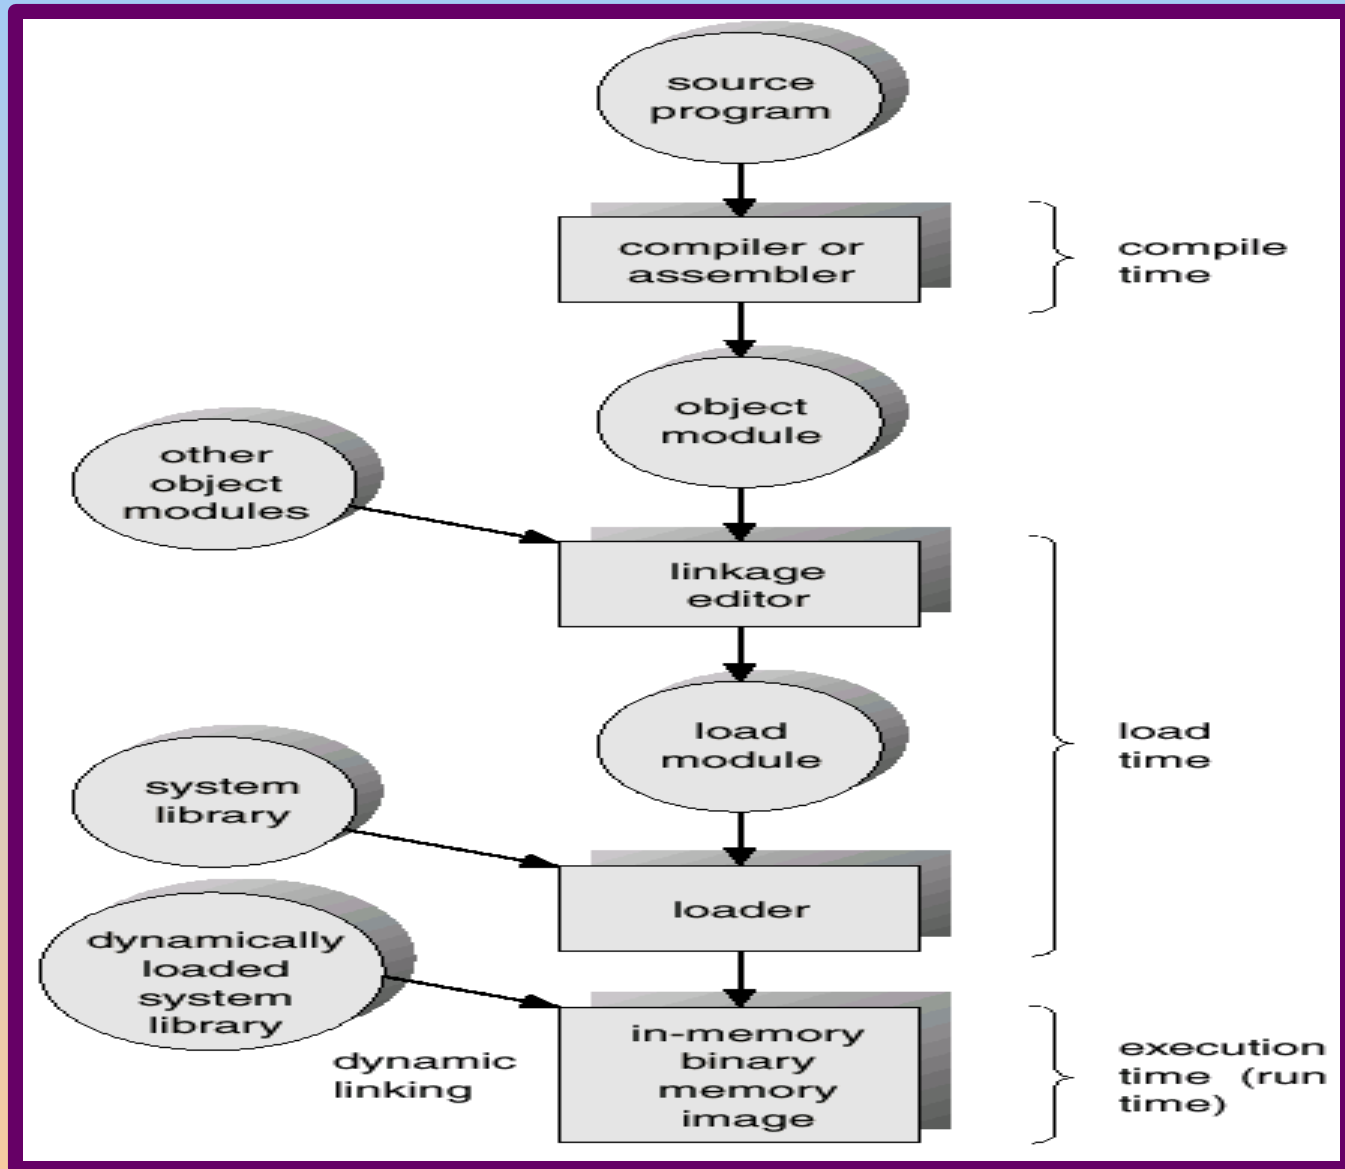 source
program
compiler or
assembler
compile
time
object
module
other
object
modules
linkage
editor
load
module
load
time
system
library
loader
dynamically
loaded
system
library
dynamic
linking
in-memory
binary
memory
image
execution
time (run
time)